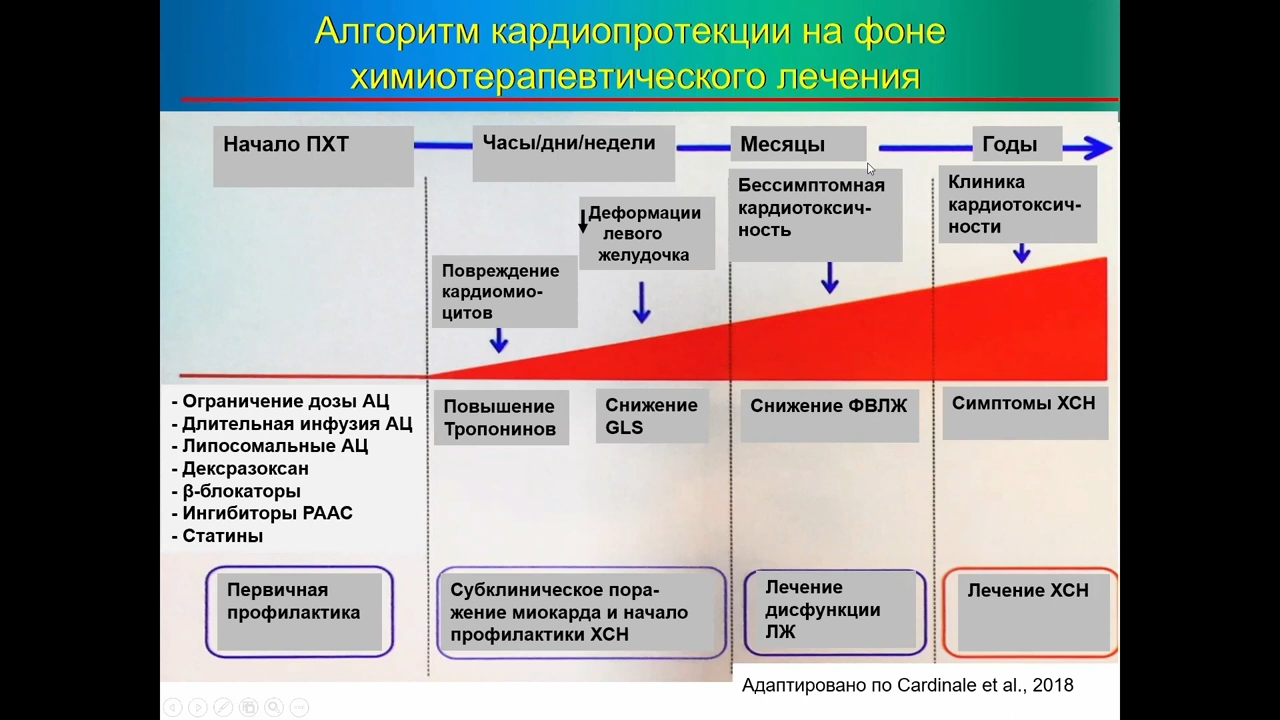 Алгоритм кардиопротекции на фоне
химиотерапевтического лечения
Начало ПХТ
Часы/дни/недели
Месяцы
Годы
Повреждение
кардиомио-
цитов
Деформации
левого
желудочка
Бессимптомная
кардиотоксич-
ность
Клиника
кардиотоксич-
ности
- Ограничение дозы АЦ
- Длительная инфузия АЦ
- Липосомальные АЦ
- Дексразоксан
- β-блокаторы
- Ингибиторы РААС
- Статины
Повышение
Тропонинов
Снижение
GLS
Снижение ФВЛЖ
Симптомы ХСН
Первичная
профилактика
Субклиническое пора-
жение миокарда и начало
профилактики ХСН
Лечение
дисфункции
ЛЖ
Лечение ХСН
Адаптировано по Cardinale et al., 2018